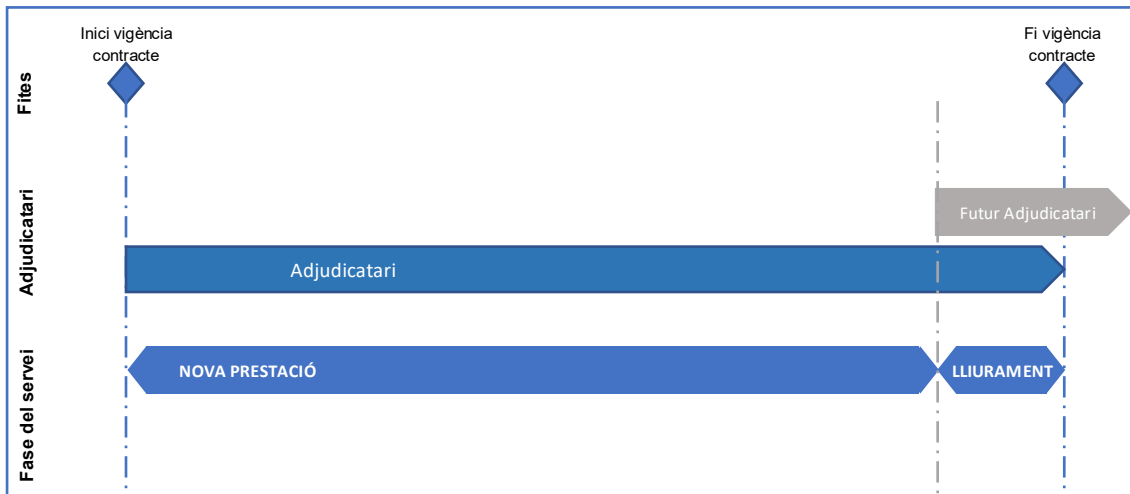 Inici vigència
contracte
Fi vigència
contracte
Fites
Adjudicatari
Futur Adjudicatari
Adjudicatari
Fase del servei
NOVA PRESTACIÓ
LLIURAMENT